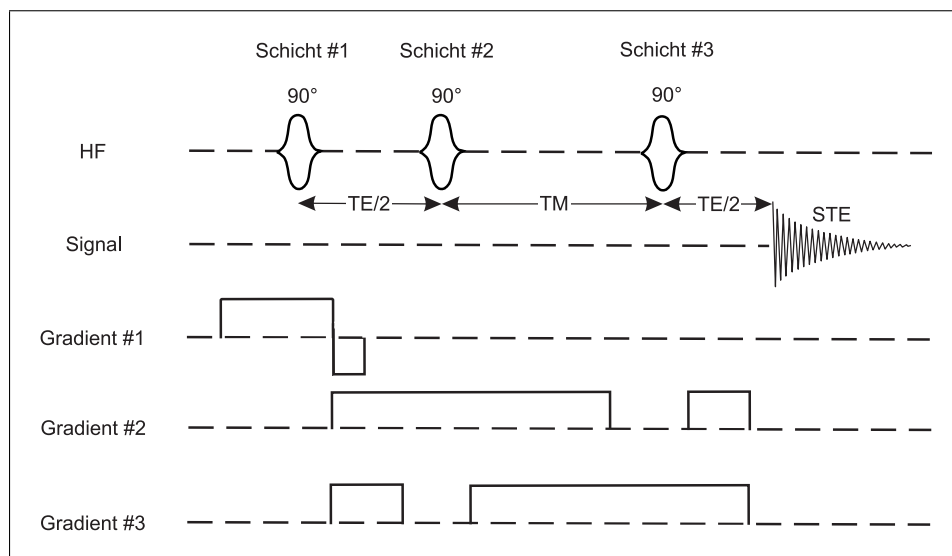 Schicht #1 Schicht #2 Schicht #3
90° 90° 90°
HF
TE/2 TM TE/2
STE
Signal
Gradient #1
Gradient #2
Gradient #3